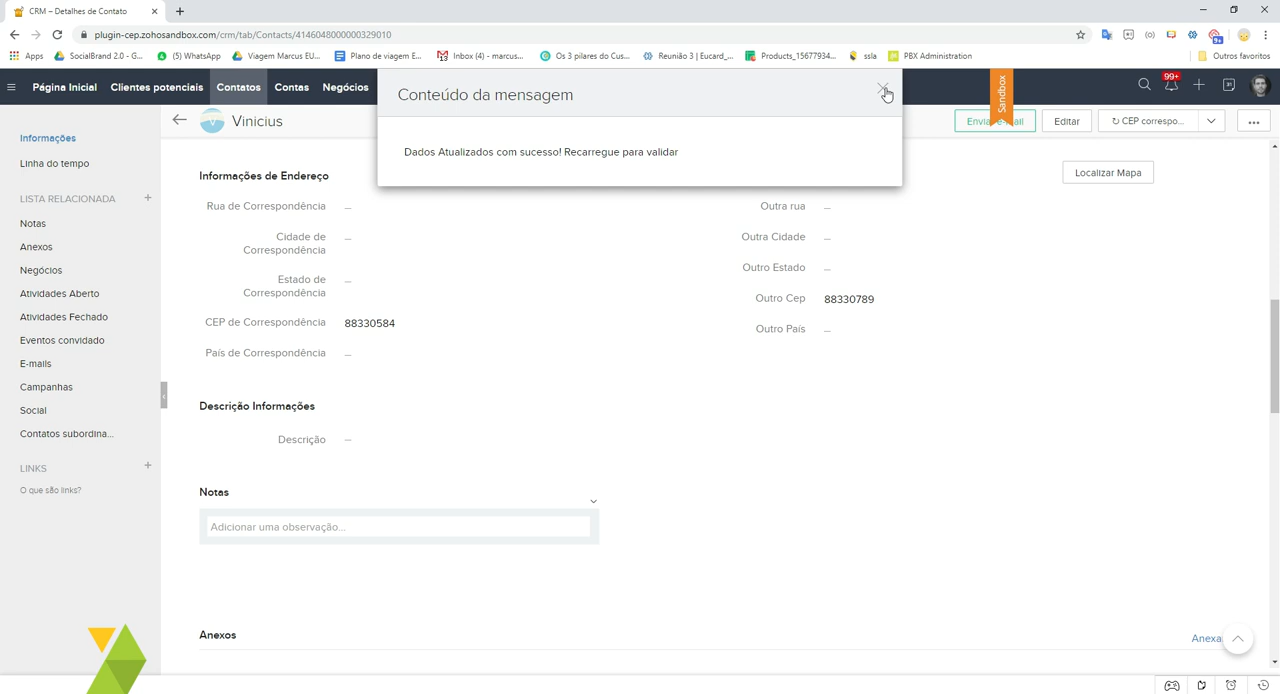 CRM – Detalhes de Contato
plugin-cep.zohosandbox.com/crm/tab/Contacts/4146048000000329010
Apps
SocialBrand 2.0 - G...
(5) WhatsApp
Viagem Marcus EU...
Plano de viagem E...
Inbox (4) - marcus...
Os 3 pilares do Cus...
Reunião 3 | Eucard_...
Products_15677934...
ssla
PBX Administration
Outros favoritos
Página Inicial
Clientes potenciais
Contatos
Contas
Negócios
Conteúdo da mensagem
Sandbox
99+
Vinicius
Editar
CEP correspo...
Dados Atualizados com sucesso! Recarregue para validar
Informações
Linha do tempo
LISTA RELACIONADA
Notas
Anexos
Negócios
Atividades Aberto
Atividades Fechado
Eventos convidado
E-mails
Campanhas
Social
Contatos subordina...
LINKS
O que são links?
Informações de Endereço
Localizar Mapa
Rua de Correspondência —
Outra rua —
Cidade de
Correspondência —
Outra Cidade —
Estado de
Correspondência —
Outro Estado —
CEP de Correspondência 88330584
Outro Cep 88330789
País de Correspondência —
Outro País —
Descrição Informações
Descrição —
Notas
Adicionar uma observação...
Anexos
Anexa